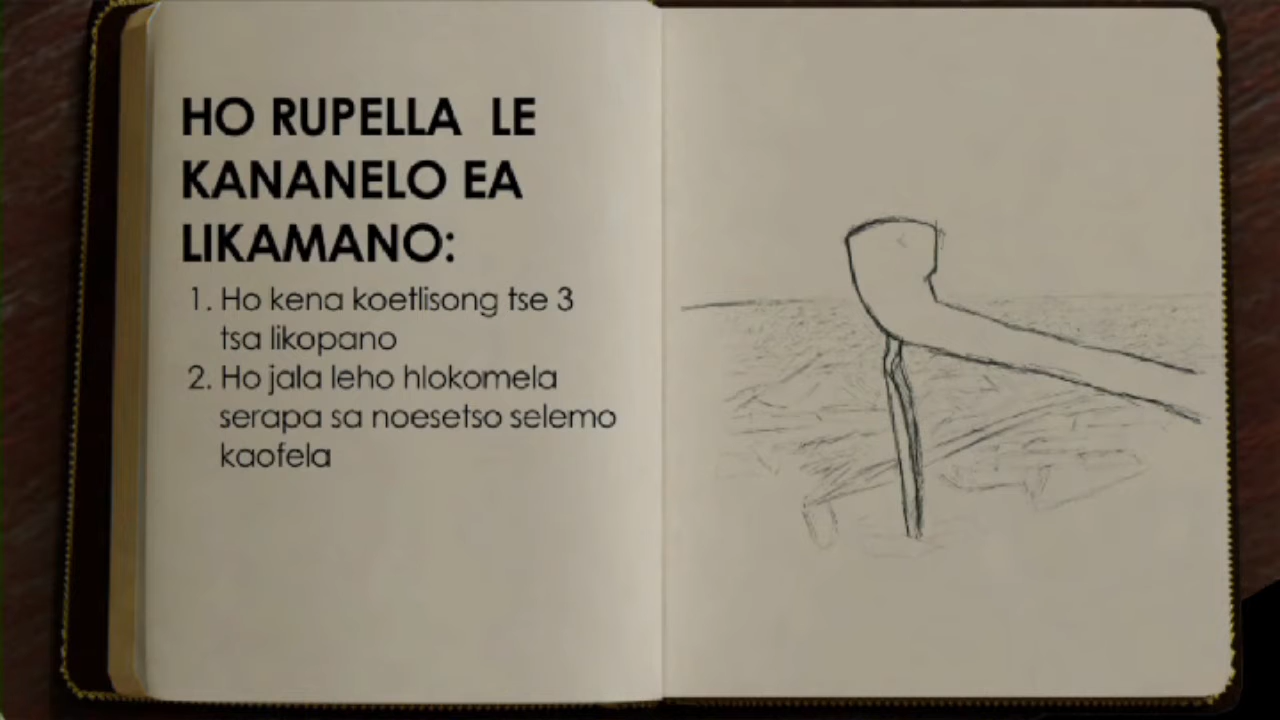 HO RUPELLA LE
KANANELO EA
LIKAMANO:
1. Ho kena koetlisong tse 3
tsa likopano
2. Ho jala leho hlokomela
serapa sa noesetso selemo
kaofela